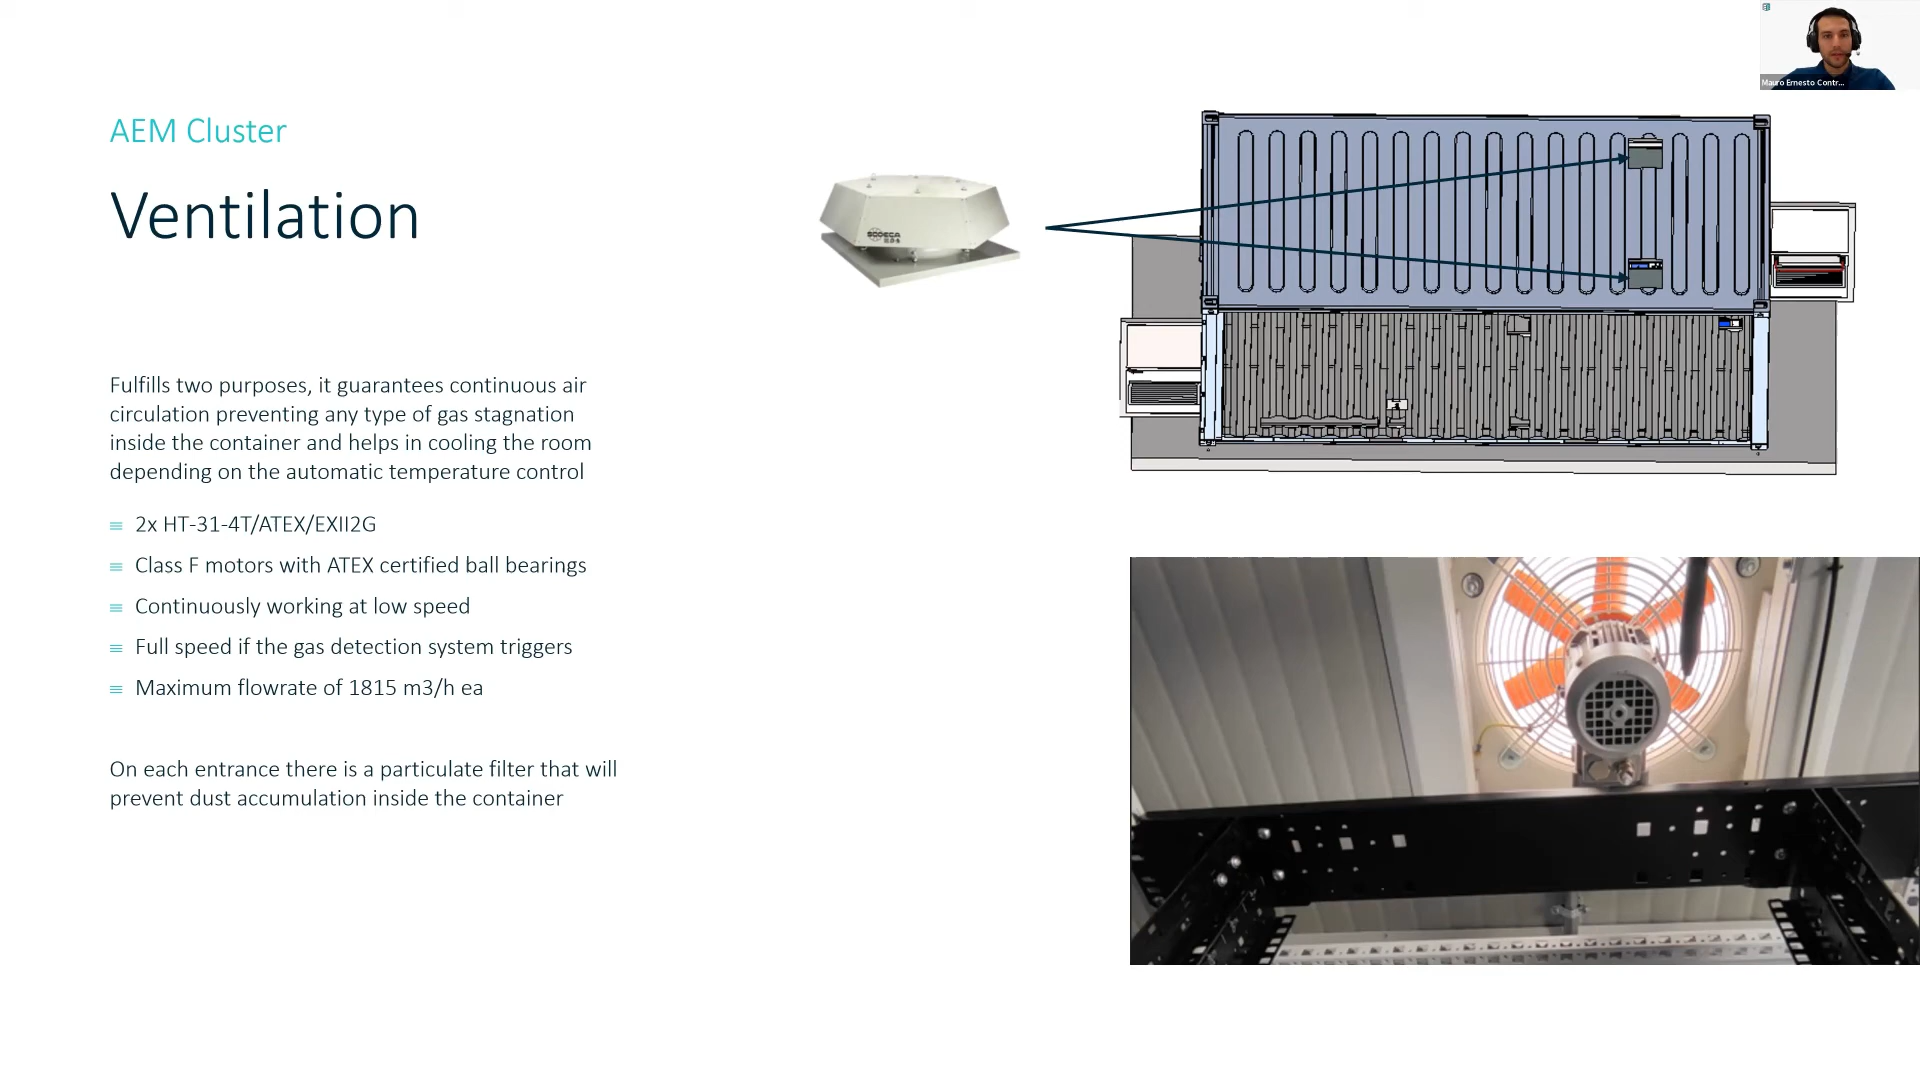 Mauro Ernesto Contr...
AEM Cluster
Ventilation
SODECA
Fulfills two purposes, it guarantees continuous air
circulation preventing any type of gas stagnation
inside the container and helps in cooling the room
depending on the automatic temperature control
2x HT-31-4T/ATEX/EXII2G
Class F motors with ATEX certified ball bearings
Continuously working at low speed
Full speed if the gas detection system triggers
Maximum flowrate of 1815 m3/h ea
On each entrance there is a particulate filter that will
prevent dust accumulation inside the container